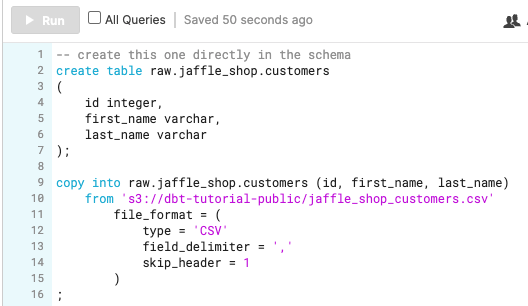 Run All Queries Saved 50 seconds ago
1 -- create this one directly in the schema
2 create table raw.jaffle_shop.customers
3 (
4 id integer,
5 first_name varchar,
6 last_name varchar
7 );
8
9 copy into raw.jaffle_shop.customers (id, first_name, last_name)
10 from 's3://dbt-tutorial-public/jaffle_shop_customers.csv'
11 file_format = (
12 type = 'CSV'
13 field_delimiter = ','
14 skip_header = 1
15 )
16 ;